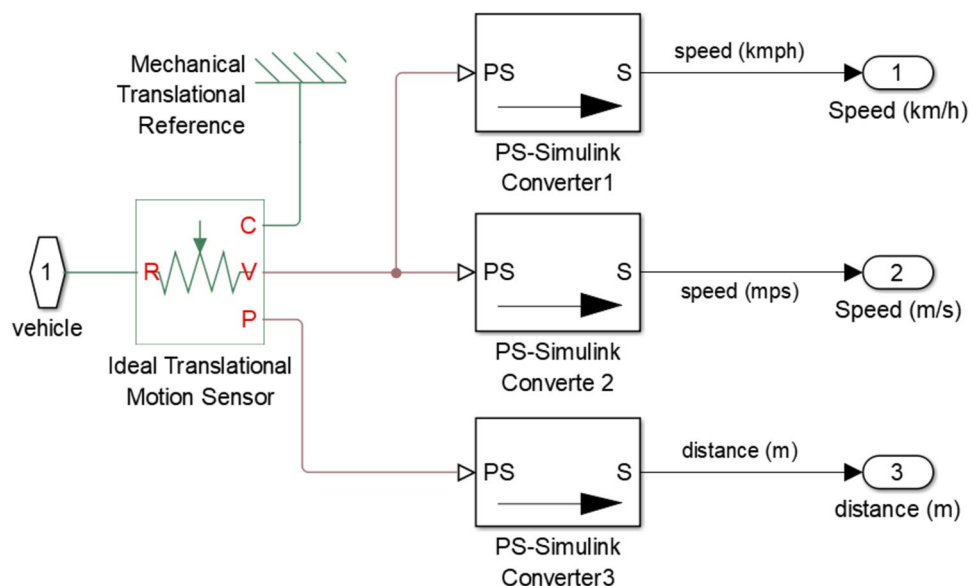 Mechanical
Translational
Reference
PS
S
speed (kmph)
1
Speed (km/h)
PS-Simulink
Converter1
1
vehicle
R
C
V
P
Ideal Translational
Motion Sensor
PS
S
speed (mps)
2
Speed (m/s)
PS-Simulink
Converte 2
PS
S
distance (m)
3
distance (m)
PS-Simulink
Converter3